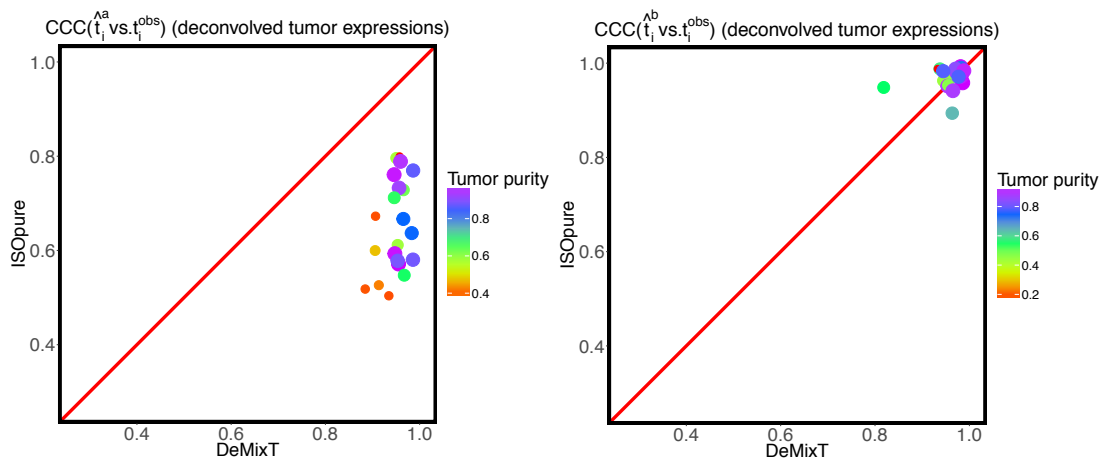 CCC(t̂ᵢᵃ vs.tᵢᵒᵇˢ) (deconvolved tumor expressions)
1.0
0.8
0.6
0.4
ISOpure
0.4 0.6 0.8 1.0
DeMixT
Tumor purity
0.8
0.6
0.4
CCC(t̂ᵢᵇ vs.tᵢᵒᵇˢ) (deconvolved tumor expressions)
1.0
0.8
0.6
0.4
ISOpure
0.4 0.6 0.8 1.0
DeMixT
Tumor purity
0.8
0.6
0.4
0.2